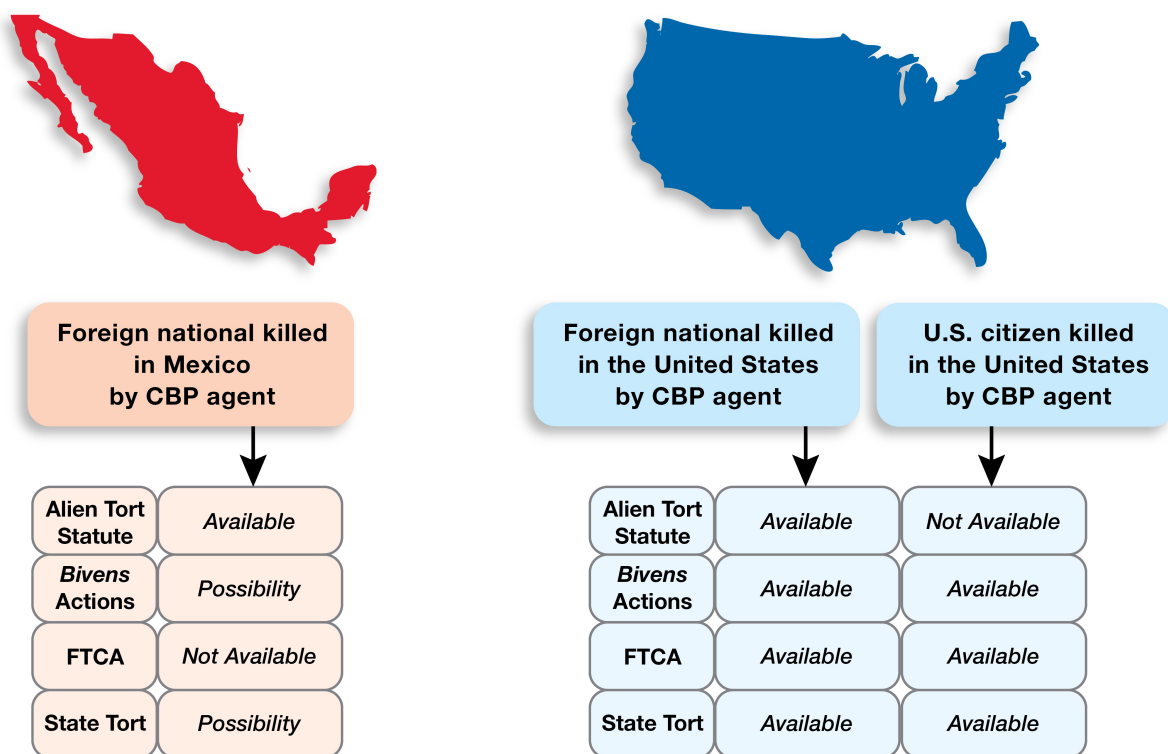 Foreign national killed
in Mexico
by CBP agent
Foreign national killed
in the United States
by CBP agent
U.S. citizen killed
in the United States
by CBP agent
Alien Tort
Statute
Available
Bivens
Actions
Possibility
FTCA
Not Available
State Tort
Possibility
Alien Tort
Statute
Available
Not Available
Bivens
Actions
Available
Available
FTCA
Available
Available
State Tort
Available
Available